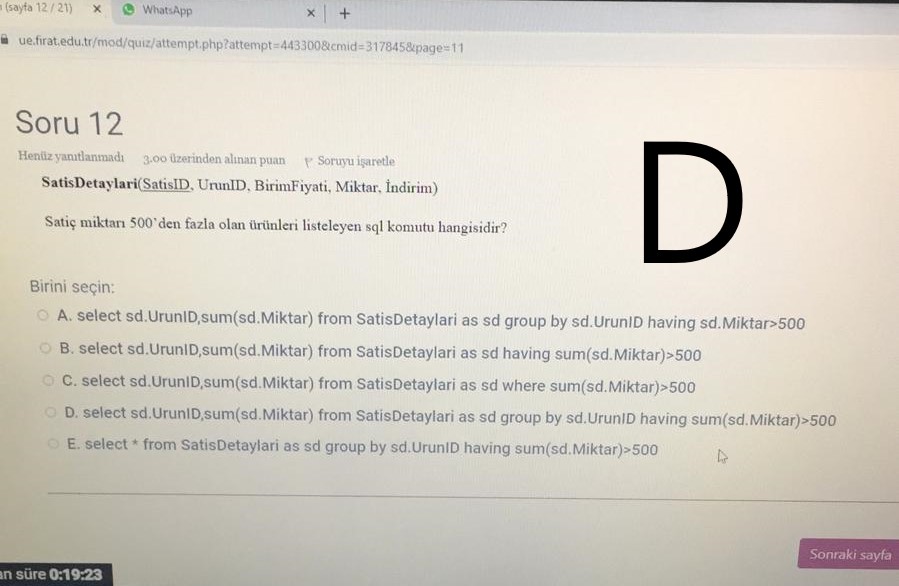 (sayfa 12 / 21) × WhatsApp × +
ue.firat.edu.tr/mod/quiz/attempt.php?attempt=443300&cmid=317845&page=11
Soru 12
Henüz yanıtlanmadı 3.00 üzerinden alınan puan Soruyu işaretle
SatisDetaylari(SatisID, UrunID, BirimFiyati, Miktar, İndirim)
D
Satiç miktarı 500'den fazla olan ürünleri listeleyen sql komutu hangisidir?
Birini seçin:
A. select sd.UrunID,sum(sd.Miktar) from SatisDetaylari as sd group by sd.UrunID having sd.Miktar>500
B. select sd.UrunID,sum(sd.Miktar) from SatisDetaylari as sd having sum(sd.Miktar)>500
C. select sd.UrunID,sum(sd.Miktar) from SatisDetaylari as sd where sum(sd.Miktar)>500
D. select sd.UrunID,sum(sd.Miktar) from SatisDetaylari as sd group by sd.UrunID having sum(sd.Miktar)>500
E. select * from SatisDetaylari as sd group by sd.UrunID having sum(sd.Miktar)>500
Sonraki sayfa
süre 0:19:23